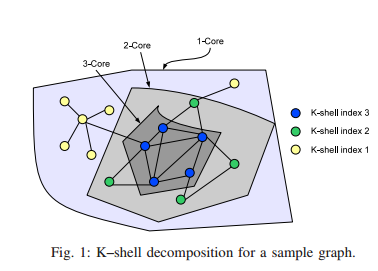 1-Core
2-Core
3-Core
K-shell index 3
K-shell index 2
K-shell index 1
Fig. 1: K–shell decomposition for a sample graph.